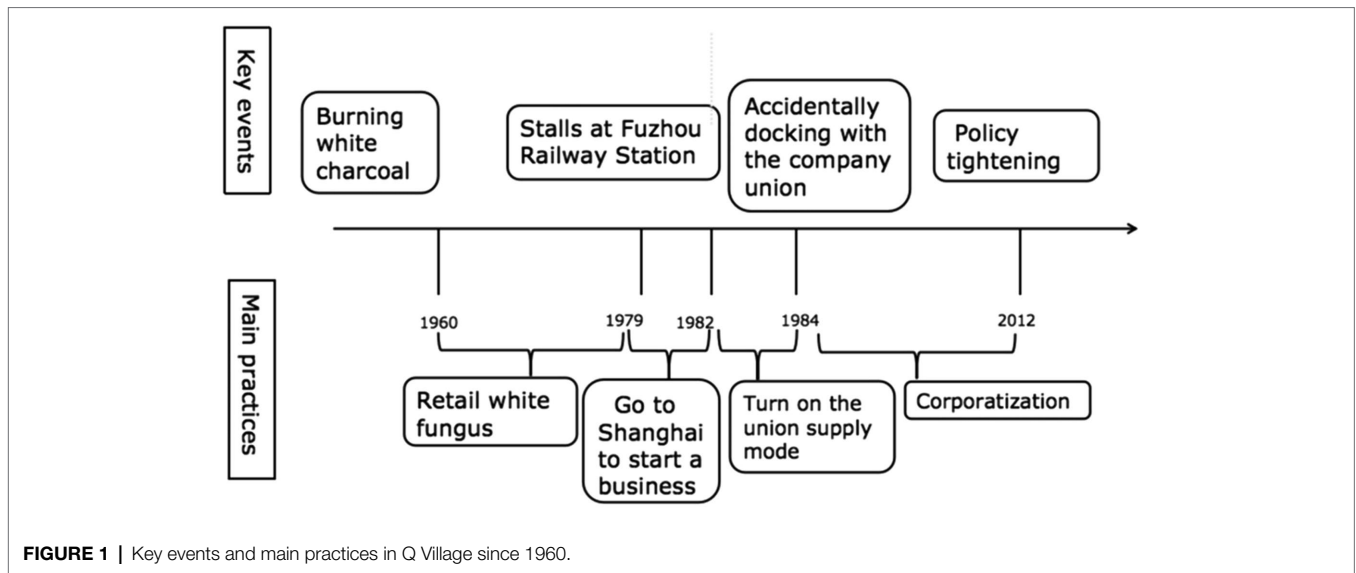 Key events
Burning
white
charcoal
Stalls at Fuzhou
Railway Station
Accidentally
docking with
the company
union
Policy
tightening
Main practices
1960
1979
1982
1984
2012
Retail white
fungus
Go to
Shanghai
to start a
business
Turn on the
union supply
mode
Corporatization
FIGURE 1 | Key events and main practices in Q Village since 1960.